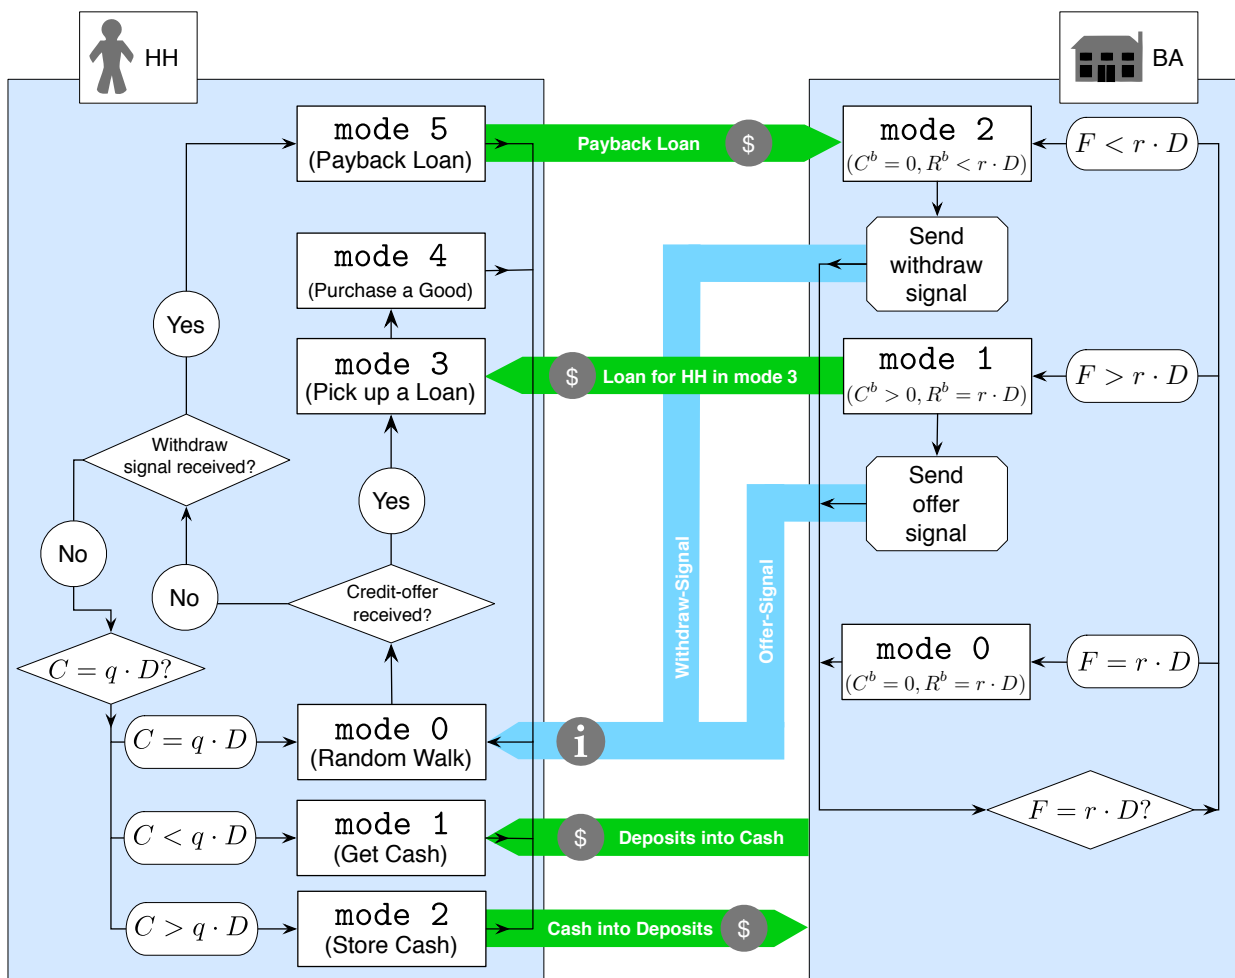 HH
BA
mode 5
(Payback Loan)
Payback Loan
$
mode 2
(C^b = 0, R^b < r · D)
F < r · D
mode 4
(Purchase a Good)
Send
withdraw
signal
Yes
mode 3
(Pick up a Loan)
$
Loan for HH in mode 3
mode 1
(C^b > 0, R^b = r · D)
F > r · D
Withdraw
signal received?
Yes
Send
offer
signal
No
No
Credit-offer
received?
Withdraw-Signal
Offer-Signal
C = q · D?
mode 0
(C^b = 0, R^b = r · D)
F = r · D
C = q · D
mode 0
(Random Walk)
i
F = r · D?
C < q · D
mode 1
(Get Cash)
$
Deposits into Cash
C > q · D
mode 2
(Store Cash)
Cash into Deposits
$